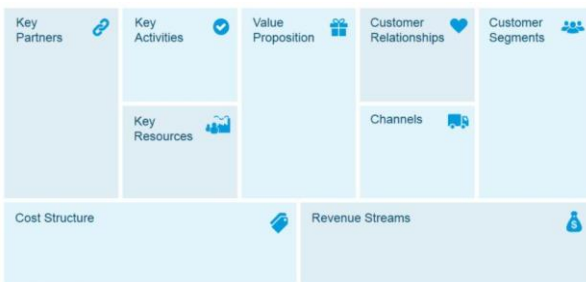 Key
Partners
Key
Activities
Value
Proposition
Customer
Relationships
Customer
Segments
Key
Resources
Channels
Cost Structure
Revenue Streams
$